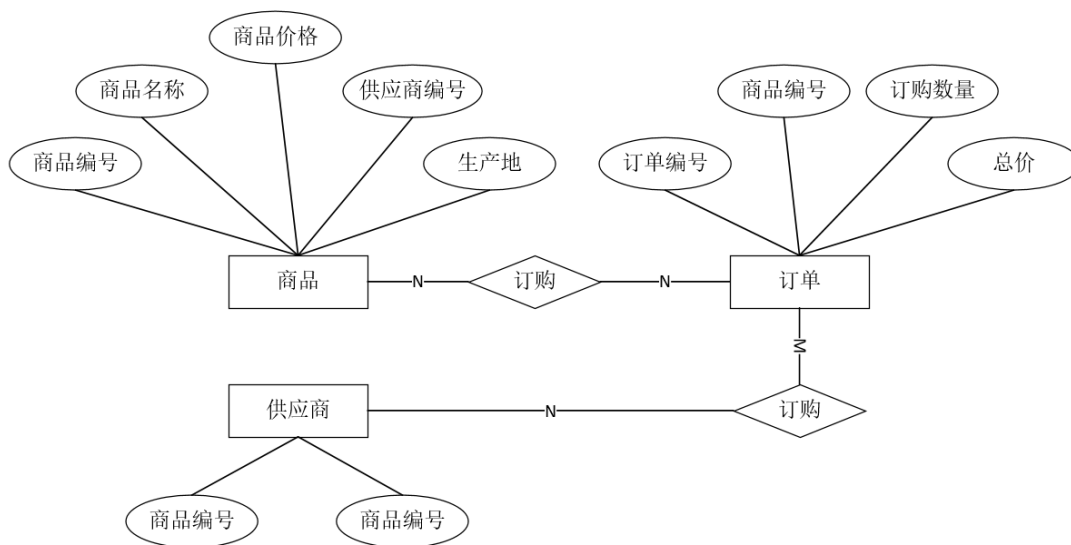 商品价格
商品名称
供应商编号
商品编号
订购数量
商品编号
生产地
订单编号
总价
商品
N
订购
N
订单
M
供应商
N
订购
商品编号
商品编号